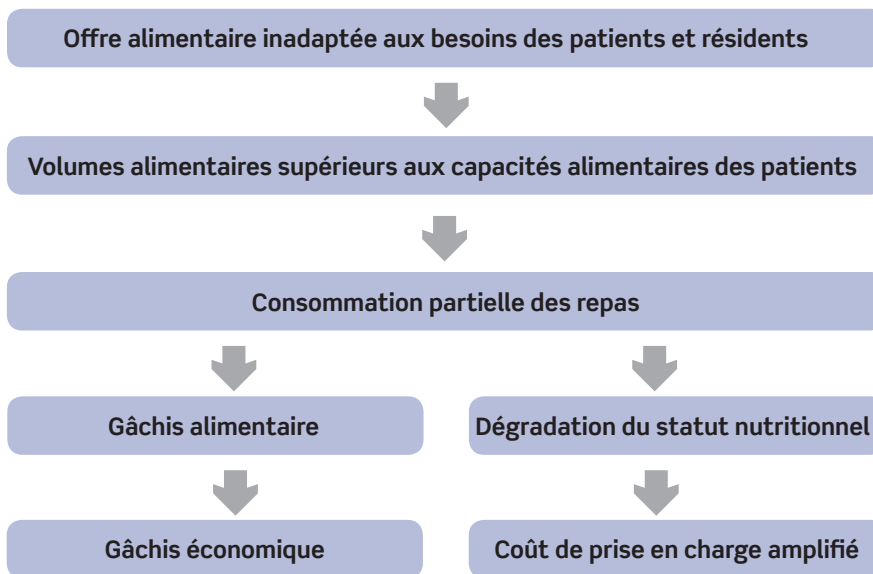 Offre alimentaire inadaptée aux besoins des patients et résidents
Volumes alimentaires supérieurs aux capacités alimentaires des patients
Consommation partielle des repas
Gâchis alimentaire
Dégradation du statut nutritionnel
Gâchis économique
Coût de prise en charge amplifié